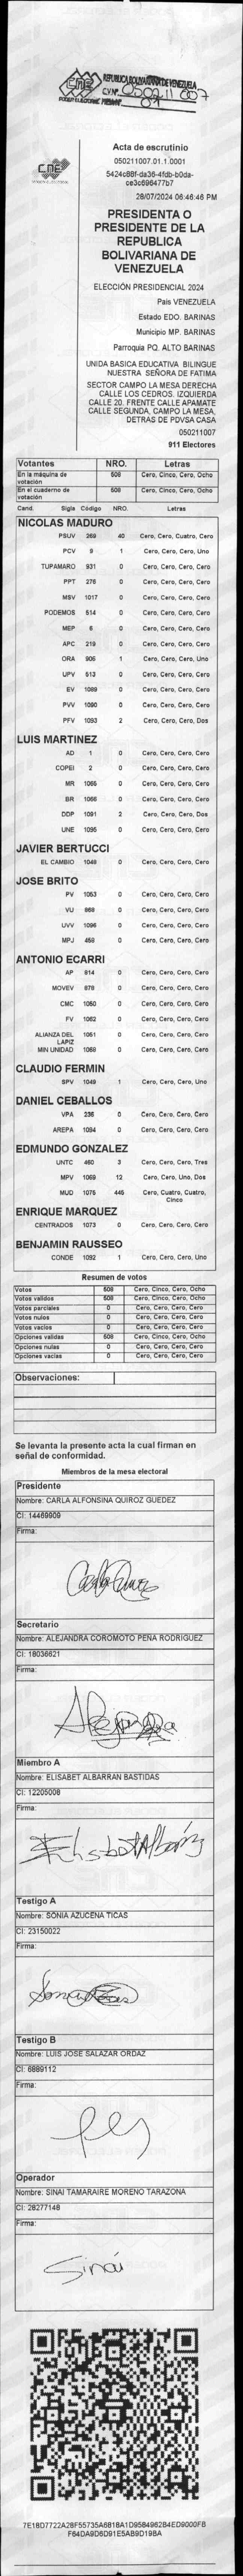 CNE
REPUBLICA BOLIVARIANA DE VENEZUELA
C.V.Nº. 050211 007
PODER ELECTORAL
01
CNE
Acta de escrutinio
050211007.01.1.0001
28/07/2024 06:46:46 PM
PRESIDENTA O
PRESIDENTE DE LA
REPUBLICA
BOLIVARIANA DE
VENEZUELA
ELECCIÓN PRESIDENCIAL 2024
País VENEZUELA
Estado EDO. BARINAS
Municipio MP. BARINAS
Parroquia PQ. ALTO BARINAS
UNIDA BASICA EDUCATIVA BILINGUE
NUESTRA SEÑORA DE FATIMA
SECTOR CAMPO LA MESA DERECHA
CALLE LOS CEDROS. IZQUIERDA
CALLE 20. FRENTE CALLE APAMATE
CALLE SEGUNDA, CAMPO LA MESA,
DETRAS DE PDVSA CASA
050211007
911 Electores
Votantes NRO. Letras
En la máquina de votación 508 Cero, Cinco, Cero, Ocho
En el cuaderno de votación 508 Cero, Cinco, Cero, Ocho
Cand. Sigla Código NRO. Letras
NICOLAS MADURO
PSUV 269 40 Cero, Cero, Cuatro, Cero
PCV 9 1 Cero, Cero, Cero, Uno
TUPAMARO 931 0 Cero, Cero, Cero, Cero
PPT 276 0 Cero, Cero, Cero, Cero
MSV 1017 0 Cero, Cero, Cero, Cero
PODEMOS 514 0 Cero, Cero, Cero, Cero
MEP 6 0 Cero, Cero, Cero, Cero
APC 219 0 Cero, Cero, Cero, Cero
ORA 906 1 Cero, Cero, Cero, Uno
UPV 513 0 Cero, Cero, Cero, Cero
EV 1089 0 Cero, Cero, Cero, Cero
PVV 1090 0 Cero, Cero, Cero, Cero
PFV 1093 2 Cero, Cero, Cero, Dos
LUIS MARTINEZ
AD 1 0 Cero, Cero, Cero, Cero
COPEI 2 0 Cero, Cero, Cero, Cero
MR 1065 0 Cero, Cero, Cero, Cero
BR 1066 0 Cero, Cero, Cero, Cero
DDP 1091 2 Cero, Cero, Cero, Dos
UNE 1095 0 Cero, Cero, Cero, Cero
JAVIER BERTUCCI
EL CAMBIO 1048 0 Cero, Cero, Cero, Cero
JOSE BRITO
PV 1053 0 Cero, Cero, Cero, Cero
VU 868 0 Cero, Cero, Cero, Cero
UVV 1096 0 Cero, Cero, Cero, Cero
MPJ 458 0 Cero, Cero, Cero, Cero
ANTONIO ECARRI
AP 814 0 Cero, Cero, Cero, Cero
MOVEV 878 0 Cero, Cero, Cero, Cero
CMC 1050 0 Cero, Cero, Cero, Cero
FV 1062 0 Cero, Cero, Cero, Cero
ALIANZA DEL LAPIZ 1051 0 Cero, Cero, Cero, Cero
MIN UNIDAD 1068 0 Cero, Cero, Cero, Cero
CLAUDIO FERMIN
SPV 1049 1 Cero, Cero, Cero, Uno
DANIEL CEBALLOS
VPA 236 0 Cero, Cero, Cero, Cero
AREPA 1094 0 Cero, Cero, Cero, Cero
EDMUNDO GONZALEZ
UNTC 460 3 Cero, Cero, Cero, Tres
MPV 1069 12 Cero, Cero, Uno, Dos
MUD 1075 445 Cero, Cuatro, Cuatro, Cinco
ENRIQUE MARQUEZ
CENTRADOS 1073 0 Cero, Cero, Cero, Cero
BENJAMIN RAUSSEO
CONDE 1092 1 Cero, Cero, Cero, Uno
Resumen de votos
Votos 508 Cero, Cinco, Cero, Ocho
Votos validos 508 Cero, Cinco, Cero, Ocho
Votos parciales 0 Cero, Cero, Cero, Cero
Votos nulos 0 Cero, Cero, Cero, Cero
Votos vacios 0 Cero, Cero, Cero, Cero
Opciones validas 508 Cero, Cinco, Cero, Ocho
Opciones nulas 0 Cero, Cero, Cero, Cero
Opciones vacias 0 Cero, Cero, Cero, Cero
Observaciones:
Se levanta la presente acta la cual firman en
señal de conformidad.
Miembros de la mesa electoral
Presidente
Nombre: CARLA ALFONSINA QUIROZ GUEDEZ
CI: 14469909
Firma:
Secretario
Nombre: ALEJANDRA COROMOTO PEÑA RODRIGUEZ
CI: 18036621
Firma:
Miembro A
Nombre: ELISABET ALBARRAN BASTIDAS
CI: 12205008
Firma:
Elisabet Albarrán
Testigo A
Nombre: SONIA AZUCENA TICAS
CI: 23150022
Firma:
Testigo B
Nombre: LUIS JOSE SALAZAR ORDAZ
CI: 6889112
Firma:
Operador
Nombre: SINAI TAMARAIRE MORENO TARAZONA
CI: 28277148
Firma:
Sinaí
7E18D7722A28F55735A6818A1D9584962B4ED9000FB
F64DA9D6D91E5AB9D19BA